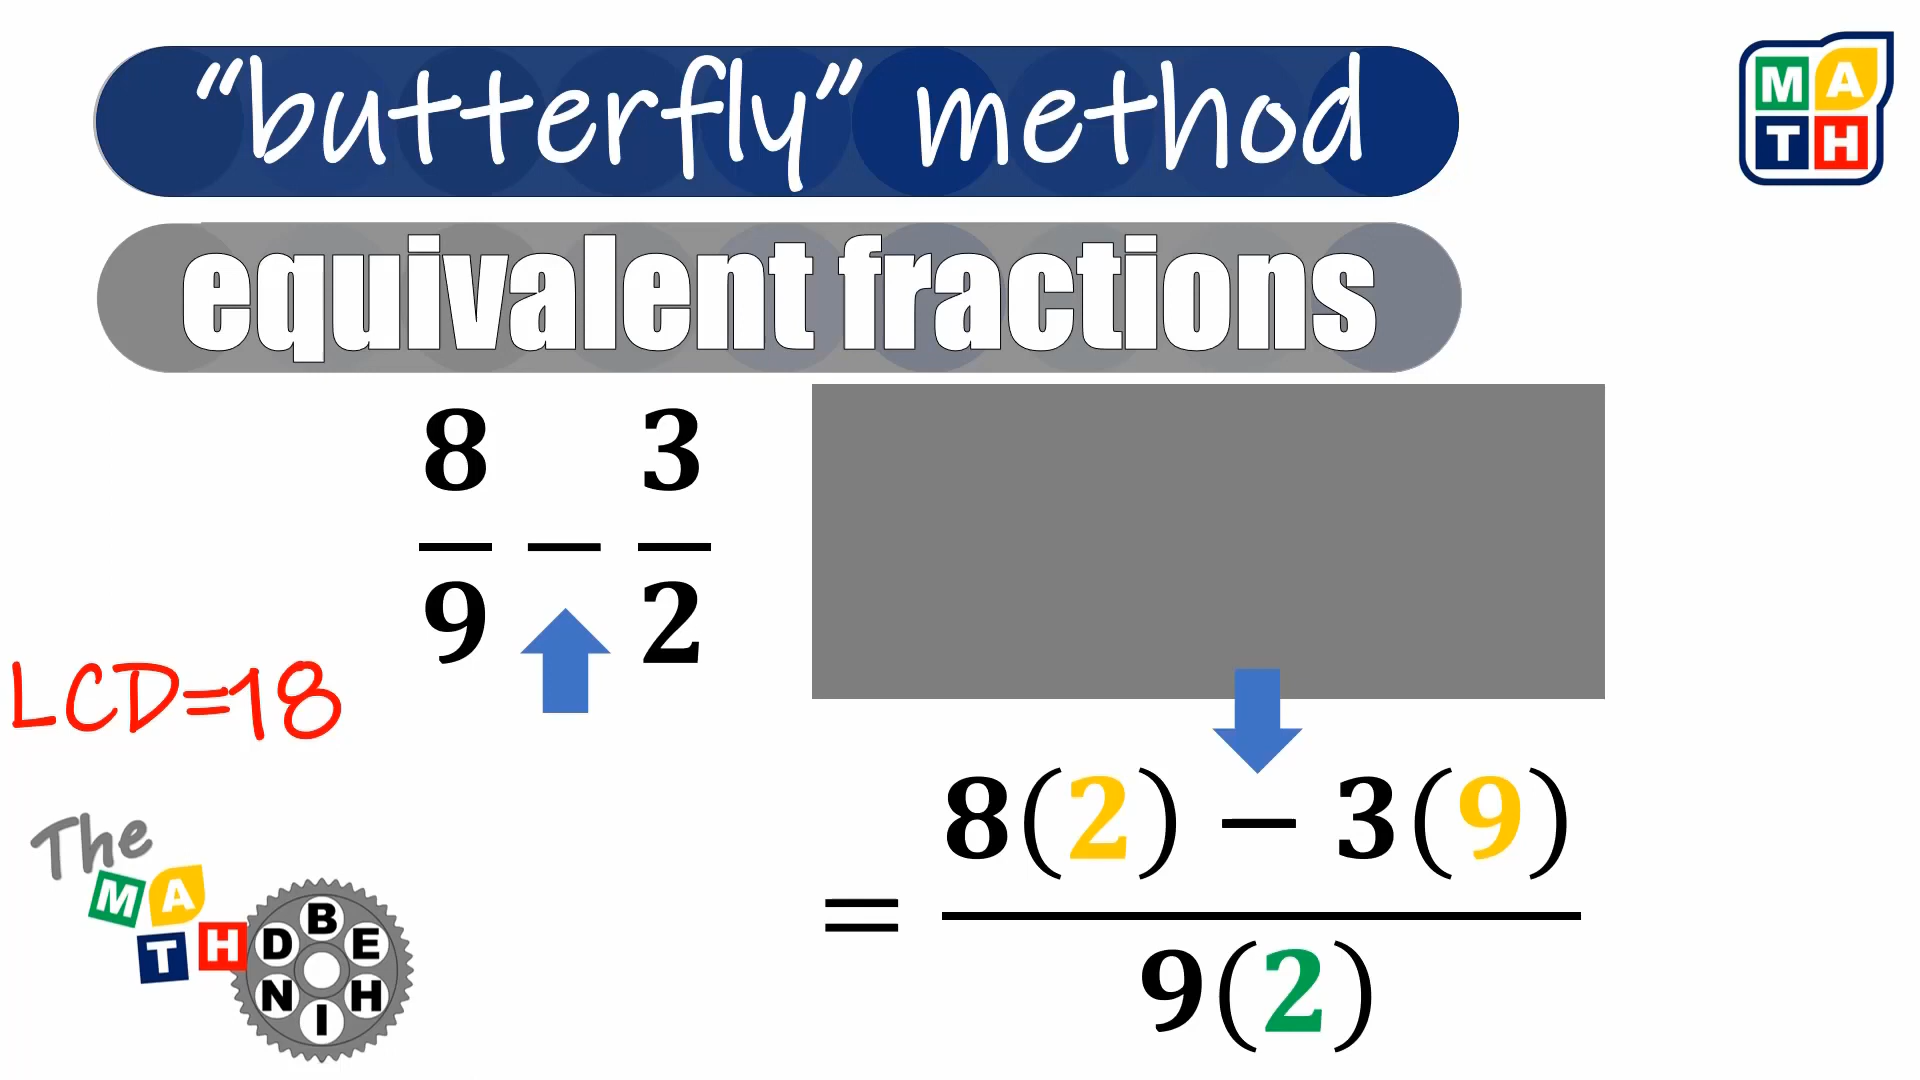 “butterfly” method
MATH
equivalent fractions
8/9 − 3/2
LCD=18
= 8(2) − 3(9) / 9(2)
The
MATH
BEHIND